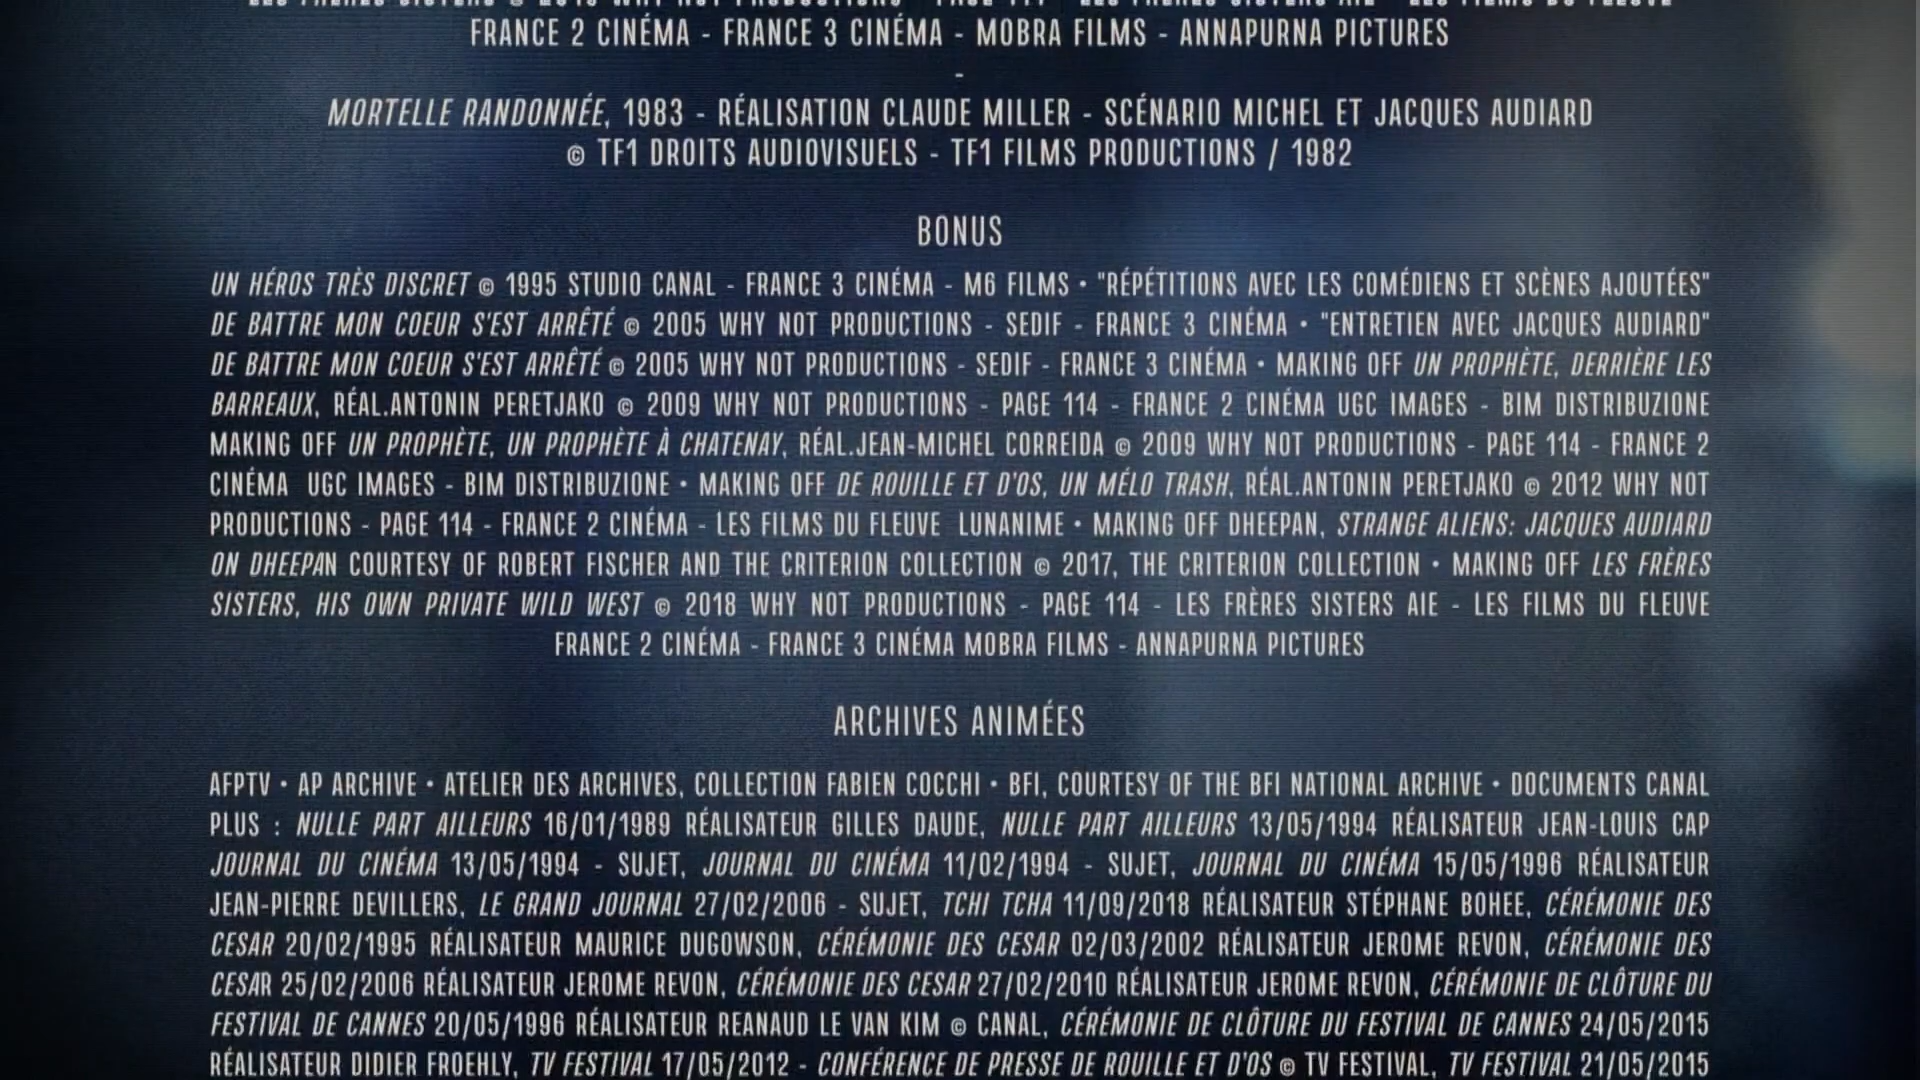 LES FRÈRES SISTERS © 2019 WHY NOT PRODUCTIONS - PAGE 114 - LES FRÈRES SISTERS AIE - LES FILMS DU FLEUVE
FRANCE 2 CINÉMA - FRANCE 3 CINÉMA - MOBRA FILMS - ANNAPURNA PICTURES
-
MORTELLE RANDONNÉE, 1983 - RÉALISATION CLAUDE MILLER - SCÉNARIO MICHEL ET JACQUES AUDIARD
© TF1 DROITS AUDIOVISUELS - TF1 FILMS PRODUCTIONS / 1982
BONUS
UN HÉROS TRÈS DISCRET © 1995 STUDIO CANAL - FRANCE 3 CINÉMA - M6 FILMS • "RÉPÉTITIONS AVEC LES COMÉDIENS ET SCÈNES AJOUTÉES"
DE BATTRE MON COEUR S'EST ARRÊTÉ © 2005 WHY NOT PRODUCTIONS - SEDIF - FRANCE 3 CINÉMA • "ENTRETIEN AVEC JACQUES AUDIARD"
DE BATTRE MON COEUR S'EST ARRÊTÉ © 2005 WHY NOT PRODUCTIONS - SEDIF - FRANCE 3 CINÉMA • MAKING OFF UN PROPHÈTE, DERRIÈRE LES
BARREAUX, RÉAL.ANTONIN PERETJAKO © 2009 WHY NOT PRODUCTIONS - PAGE 114 - FRANCE 2 CINÉMA UGC IMAGES - BIM DISTRIBUZIONE
MAKING OFF UN PROPHÈTE, UN PROPHÈTE À CHATENAY, RÉAL.JEAN-MICHEL CORREIDA © 2009 WHY NOT PRODUCTIONS - PAGE 114 - FRANCE 2
CINÉMA UGC IMAGES - BIM DISTRIBUZIONE • MAKING OFF DE ROUILLE ET D'OS, UN MÉLO TRASH, RÉAL.ANTONIN PERETJAKO © 2012 WHY NOT
PRODUCTIONS - PAGE 114 - FRANCE 2 CINÉMA - LES FILMS DU FLEUVE LUNANIME • MAKING OFF DHEEPAN, STRANGE ALIENS: JACQUES AUDIARD
ON DHEEPAN COURTESY OF ROBERT FISCHER AND THE CRITERION COLLECTION © 2017, THE CRITERION COLLECTION • MAKING OFF LES FRÈRES
SISTERS, HIS OWN PRIVATE WILD WEST © 2018 WHY NOT PRODUCTIONS - PAGE 114 - LES FRÈRES SISTERS AIE - LES FILMS DU FLEUVE
FRANCE 2 CINÉMA - FRANCE 3 CINÉMA MOBRA FILMS - ANNAPURNA PICTURES
ARCHIVES ANIMÉES
AFPTV • AP ARCHIVE • ATELIER DES ARCHIVES, COLLECTION FABIEN COCCHI • BFI, COURTESY OF THE BFI NATIONAL ARCHIVE • DOCUMENTS CANAL
PLUS : NULLE PART AILLEURS 16/01/1989 RÉALISATEUR GILLES DAUDE, NULLE PART AILLEURS 13/05/1994 RÉALISATEUR JEAN-LOUIS CAP
JOURNAL DU CINÉMA 13/05/1994 - SUJET, JOURNAL DU CINÉMA 11/02/1994 - SUJET, JOURNAL DU CINÉMA 15/05/1996 RÉALISATEUR
JEAN-PIERRE DEVILLERS, LE GRAND JOURNAL 27/02/2006 - SUJET, TCHI TCHA 11/09/2018 RÉALISATEUR STÉPHANE BOHEE, CÉRÉMONIE DES
CESAR 20/02/1995 RÉALISATEUR MAURICE DUGOWSON, CÉRÉMONIE DES CESAR 02/03/2002 RÉALISATEUR JEROME REVON, CÉRÉMONIE DES
CESAR 25/02/2006 RÉALISATEUR JEROME REVON, CÉRÉMONIE DES CESAR 27/02/2010 RÉALISATEUR JEROME REVON, CÉRÉMONIE DE CLÔTURE DU
FESTIVAL DE CANNES 20/05/1996 RÉALISATEUR REANAUD LE VAN KIM © CANAL, CÉRÉMONIE DE CLÔTURE DU FESTIVAL DE CANNES 24/05/2015
RÉALISATEUR DIDIER FROEHLY, TV FESTIVAL 17/05/2012 - CONFÉRENCE DE PRESSE DE ROUILLE ET D'OS © TV FESTIVAL, TV FESTIVAL 21/05/2015